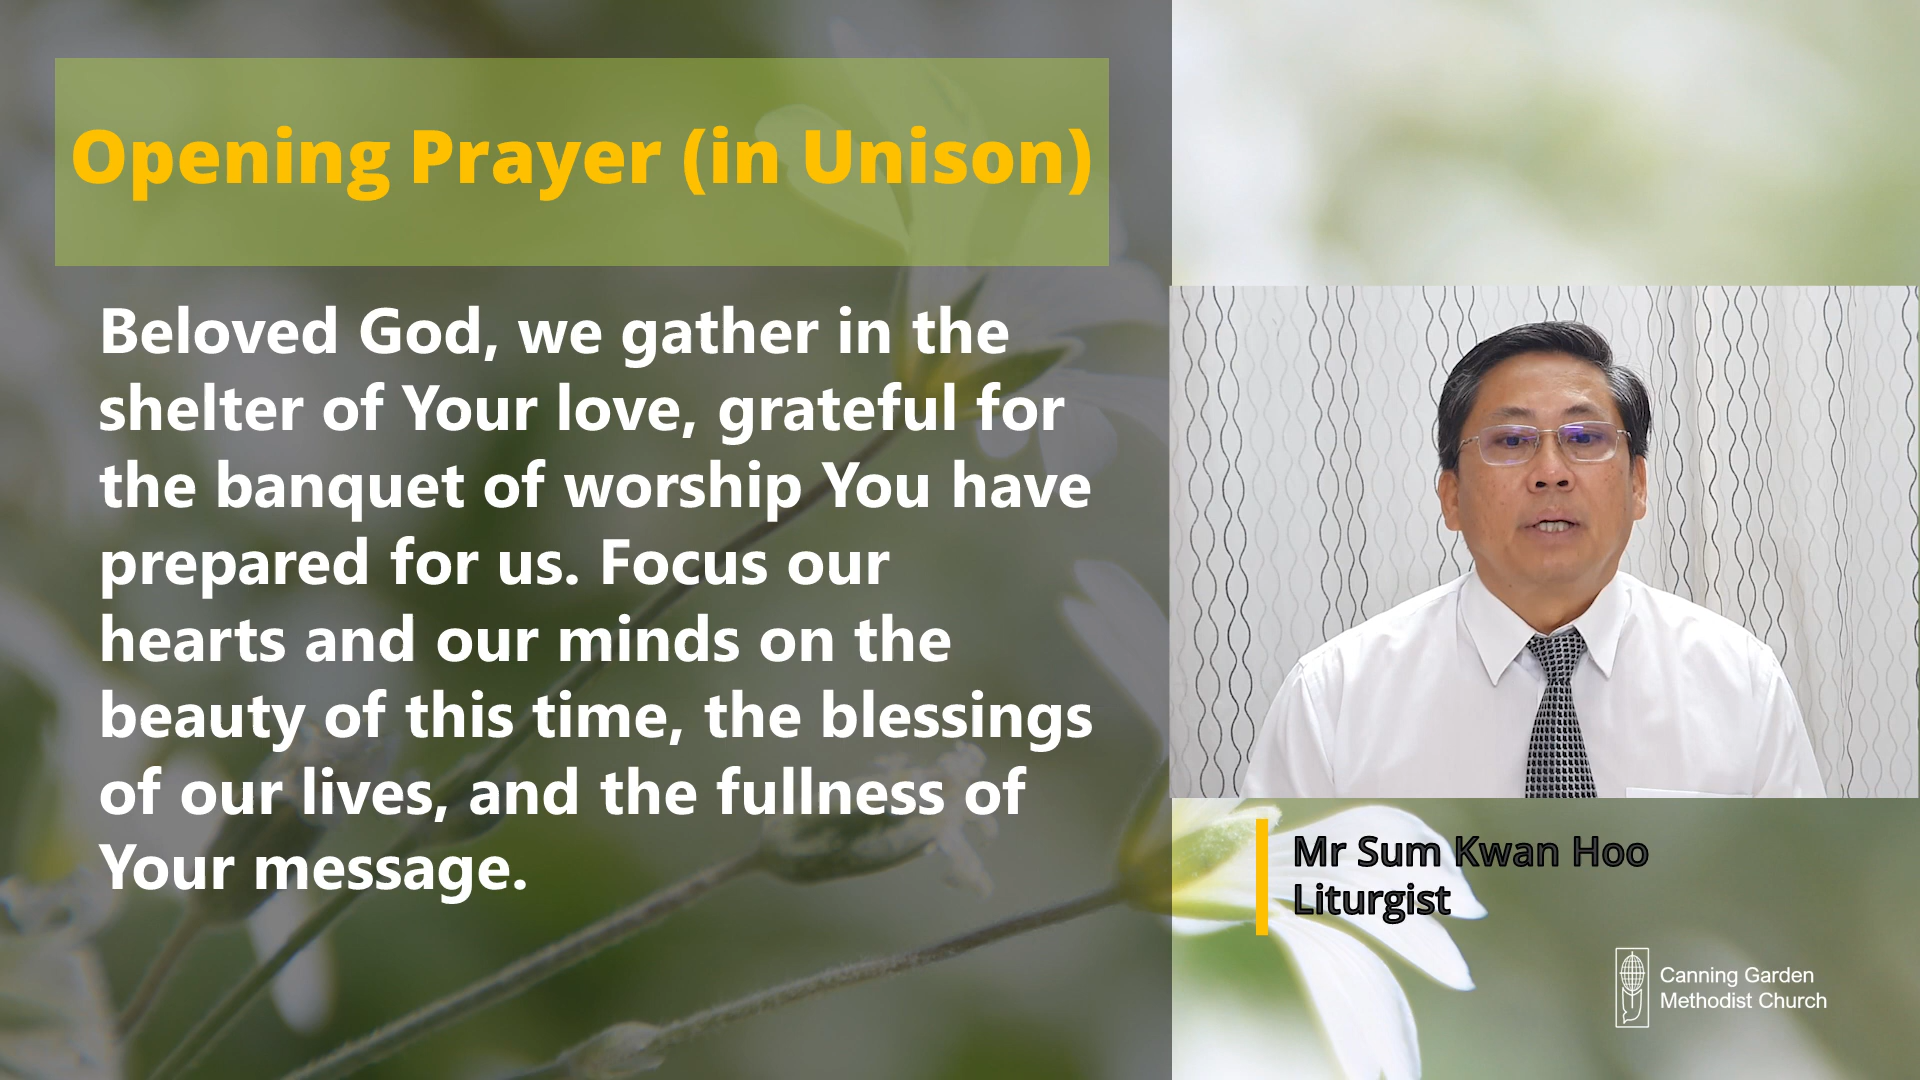 Opening Prayer (in Unison)
Beloved God, we gather in the
shelter of Your love, grateful for
the banquet of worship You have
prepared for us. Focus our
hearts and our minds on the
beauty of this time, the blessings
of our lives, and the fullness of
Your message.
Mr Sum Kwan Hoo
Liturgist
Canning Garden
Methodist Church